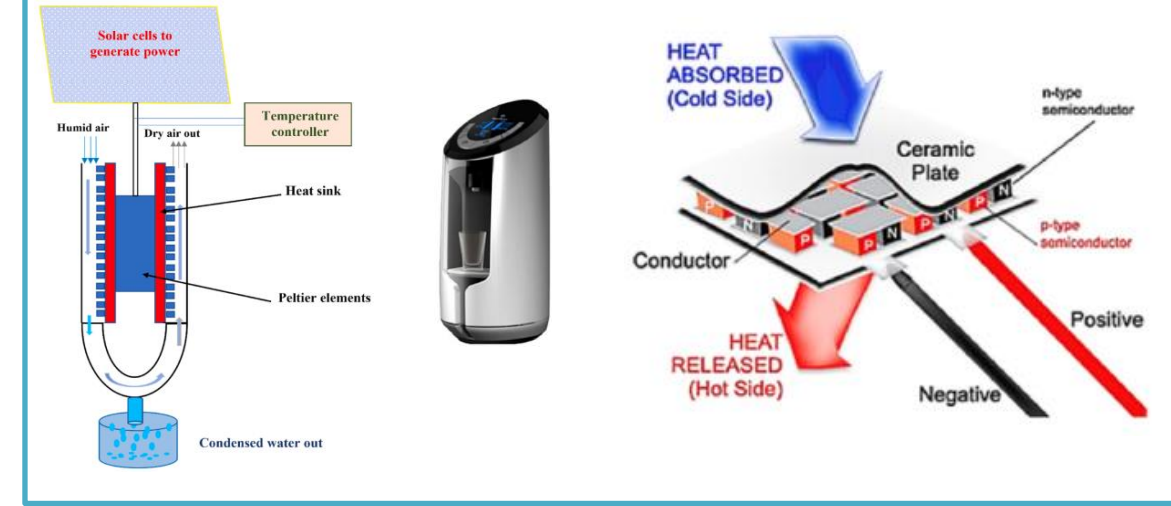 Solar cells to
generate power
Temperature
controller
Humid air
Dry air out
Heat sink
Peltier elements
Condensed water out
HEAT
ABSORBED
(Cold Side)
n-type
semiconductor
Ceramic
Plate
P
N
P
P
N
P
N
P
N
p-type
semiconductor
Conductor
HEAT
RELEASED
(Hot Side)
Positive
Negative